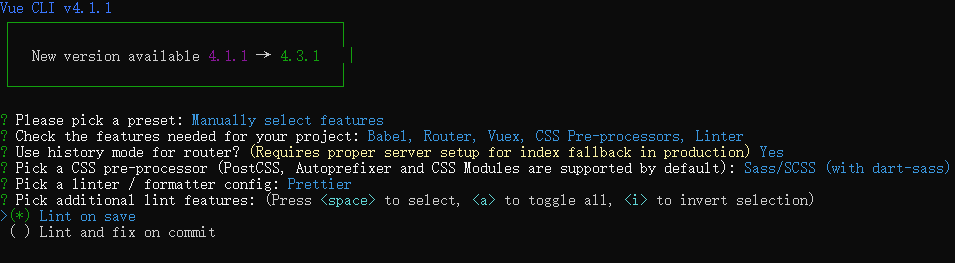 Vue CLI v4.1.1
New version available 4.1.1 → 4.3.1
? Please pick a preset: Manually select features
? Check the features needed for your project: Babel, Router, Vuex, CSS Pre-processors, Linter
? Use history mode for router? (Requires proper server setup for index fallback in production) Yes
? Pick a CSS pre-processor (PostCSS, Autoprefixer and CSS Modules are supported by default): Sass/SCSS (with dart-sass)
? Pick a linter / formatter config: Prettier
? Pick additional lint features: (Press <space> to select, <a> to toggle all, <i> to invert selection)
>(*) Lint on save
( ) Lint and fix on commit